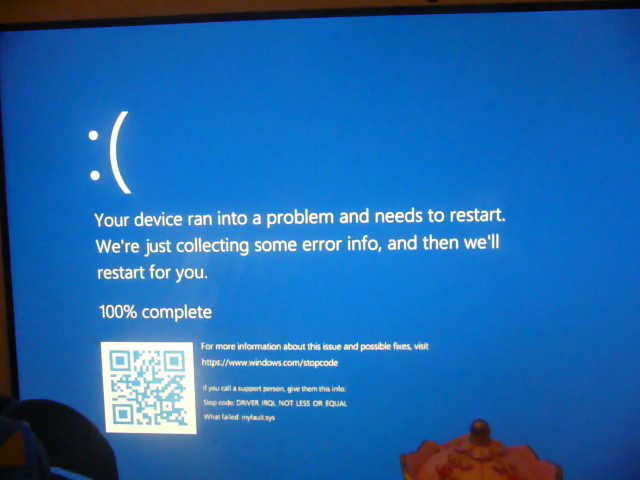 :(
Your device ran into a problem and needs to restart.
We're just collecting some error info, and then we'll
restart for you.
100% complete
For more information about this issue and possible fixes, visit
https://www.windows.com/stopcode
If you call a support person, give them this info:
Stop code: DRIVER IRQL NOT LESS OR EQUAL
What failed: myfault.sys